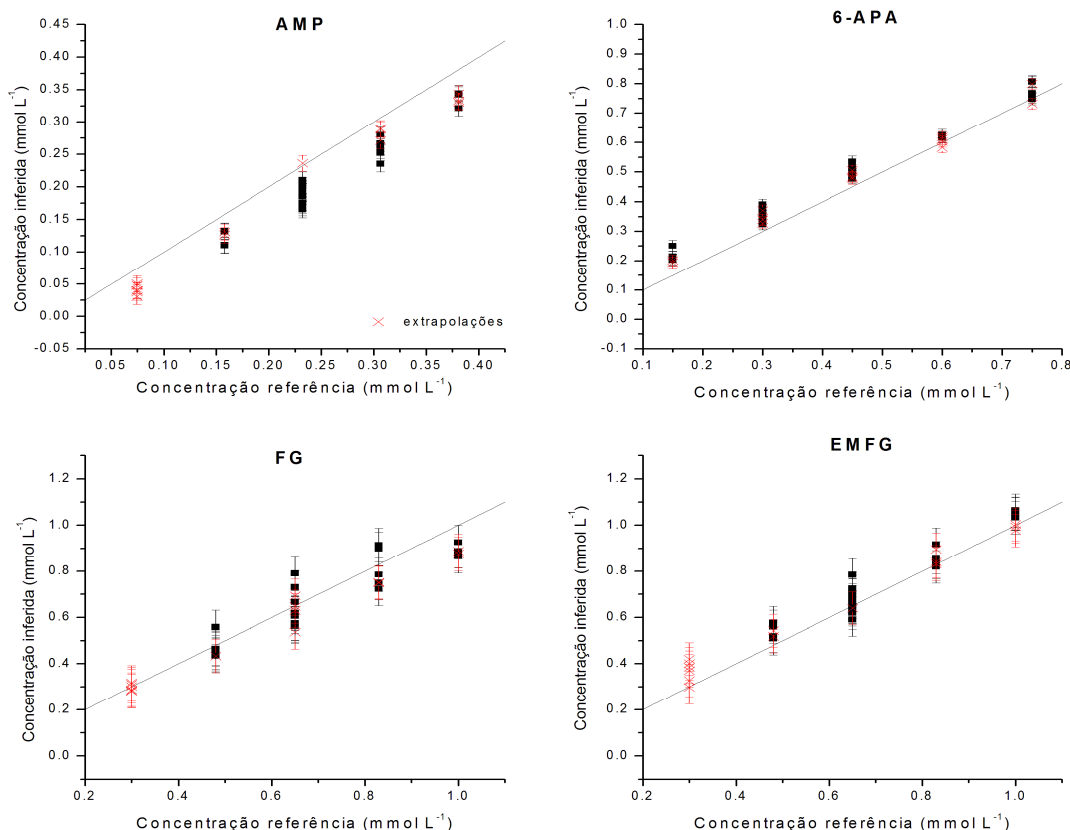 AMP
Concentração inferida (mmol L⁻¹)
0.40
0.35
0.30
0.25
0.20
0.15
0.10
0.05
0.00
-0.05
0.05 0.10 0.15 0.20 0.25 0.30 0.35 0.40
Concentração referência (mmol L⁻¹)
extrapolações
6-APA
Concentração inferida (mmol L⁻¹)
1.0
0.9
0.8
0.7
0.6
0.5
0.4
0.3
0.2
0.1
0.0
-0.1
0.1 0.2 0.3 0.4 0.5 0.6 0.7 0.8
Concentração referência (mmol L⁻¹)
FG
Concentração inferida (mmol L⁻¹)
1.2
1.0
0.8
0.6
0.4
0.2
0.0
0.2 0.4 0.6 0.8 1.0
Concentração referência (mmol L⁻¹)
EMFG
Concentração inferida (mmol L⁻¹)
1.2
1.0
0.8
0.6
0.4
0.2
0.0
0.2 0.4 0.6 0.8 1.0
Concentração referência (mmol L⁻¹)